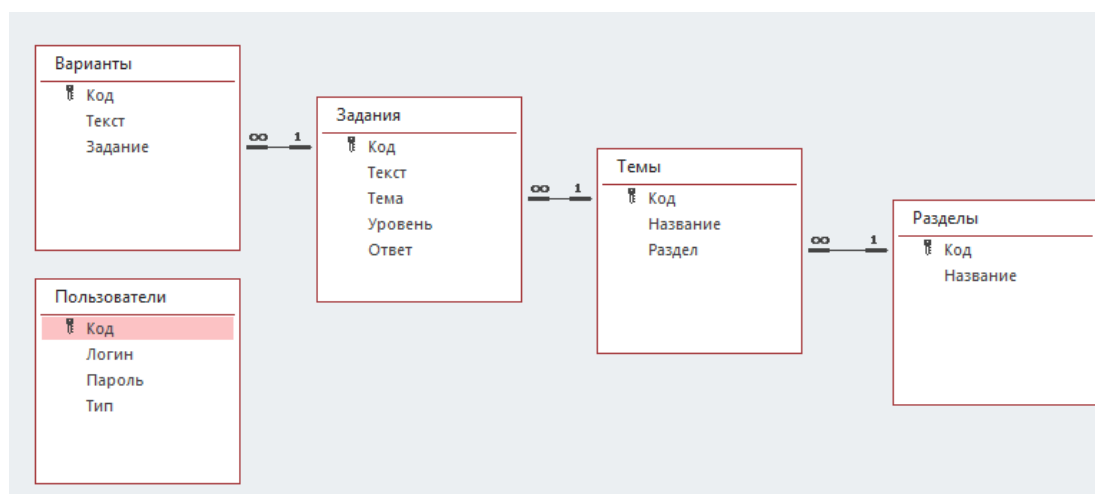 Варианты
Код
Текст
Задание
∞ 1
Задания
Код
Текст
Тема
Уровень
Ответ
∞ 1
Темы
Код
Название
Раздел
∞ 1
Разделы
Код
Название
Пользователи
Код
Логин
Пароль
Тип